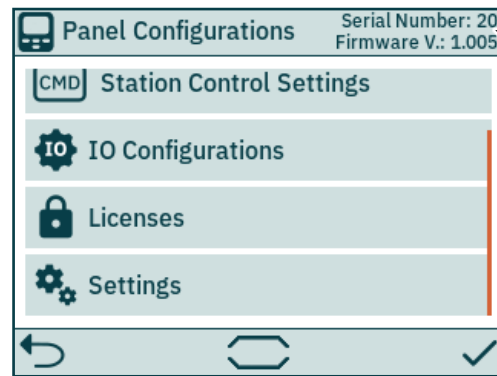 Panel Configurations
Serial Number: 20
Firmware V.: 1.005
CMD Station Control Settings
IO IO Configurations
Licenses
Settings